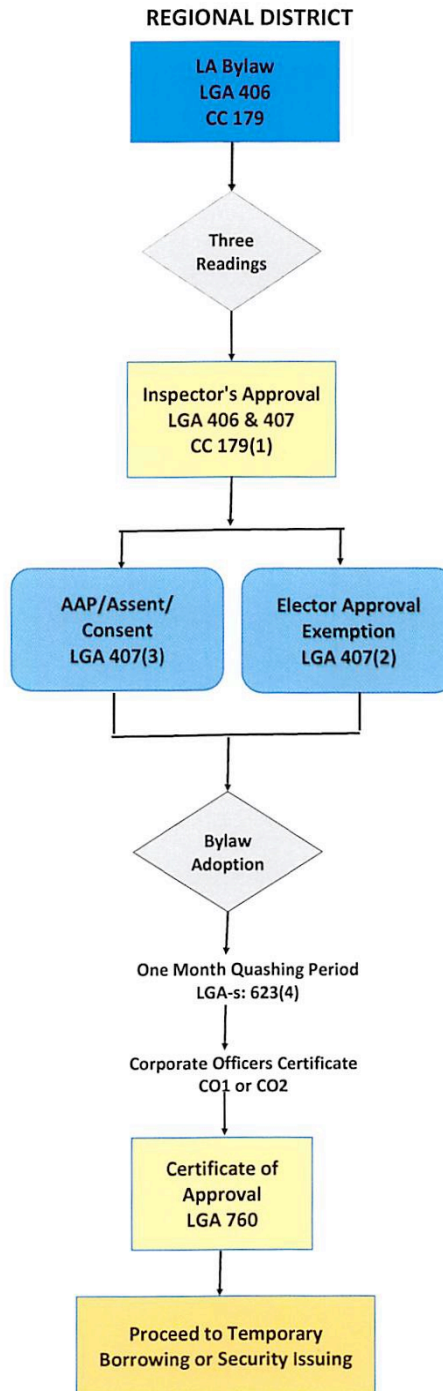 REGIONAL DISTRICT
LA Bylaw
LGA 406
CC 179
Three
Readings
Inspector's Approval
LGA 406 & 407
CC 179(1)
AAP/Assent/
Consent
LGA 407(3)
Elector Approval
Exemption
LGA 407(2)
Bylaw
Adoption
One Month Quashing Period
LGA-s: 623(4)
Corporate Officers Certificate
CO1 or CO2
Certificate of
Approval
LGA 760
Proceed to Temporary
Borrowing or Security Issuing